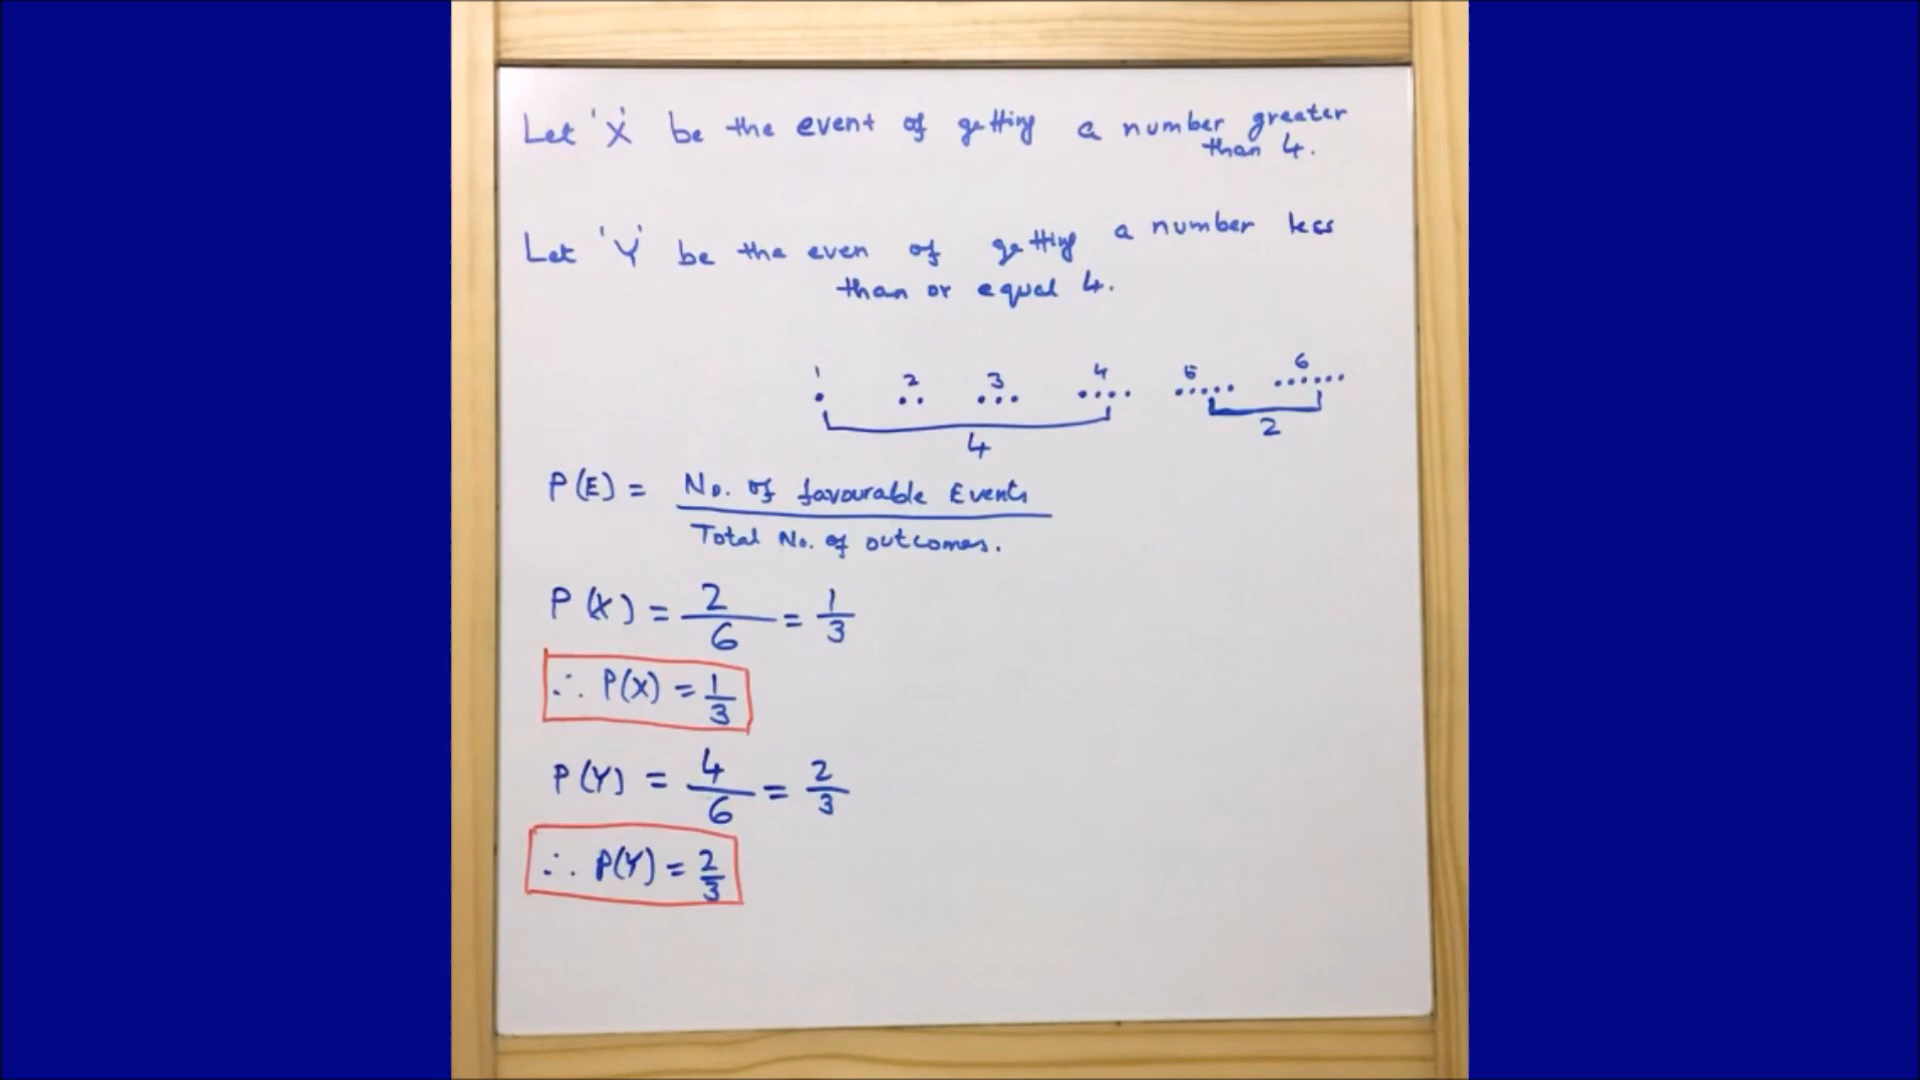 Let 'X' be the event of getting a number greater
than 4.
Let 'Y' be the even of getting a number less
than or equal 4.
1 2 3 4 5 6
4 2
P(E) = No. of favourable Events
Total No. of outcomes.
P(X) = 2/6 = 1/3
∴ P(X) = 1/3
P(Y) = 4/6 = 2/3
∴ P(Y) = 2/3